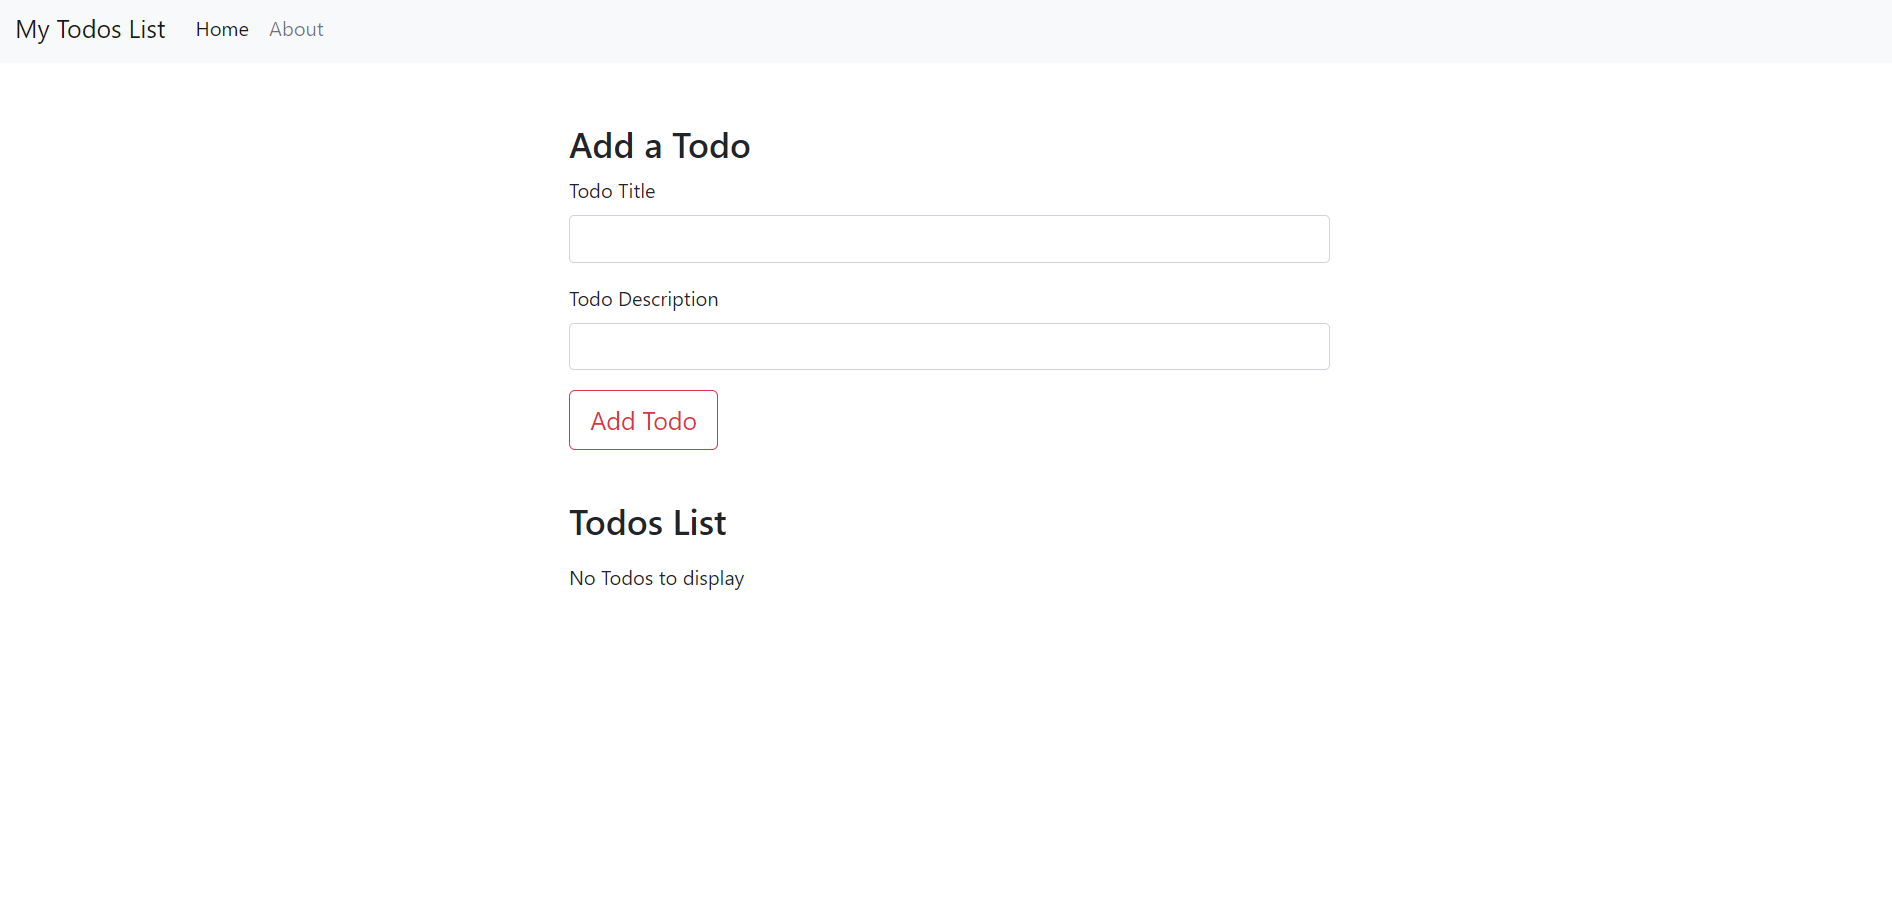 My Todos List Home About
Add a Todo
Todo Title
Todo Description
Add Todo
Todos List
No Todos to display